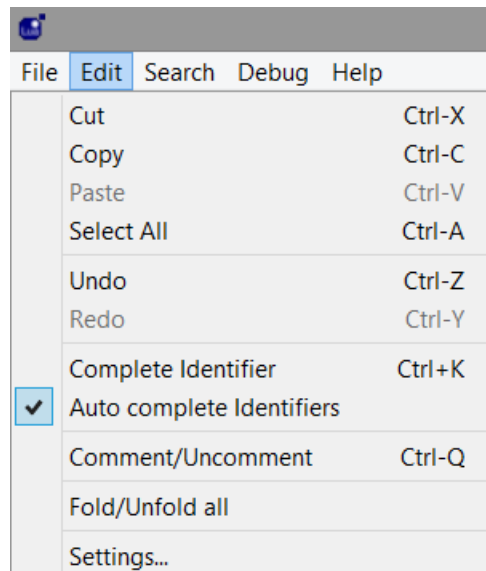 File Edit Search Debug Help
Cut Ctrl-X
Copy Ctrl-C
Paste Ctrl-V
Select All Ctrl-A
Undo Ctrl-Z
Redo Ctrl-Y
Complete Identifier Ctrl+K
Auto complete Identifiers
Comment/Uncomment Ctrl-Q
Fold/Unfold all
Settings...